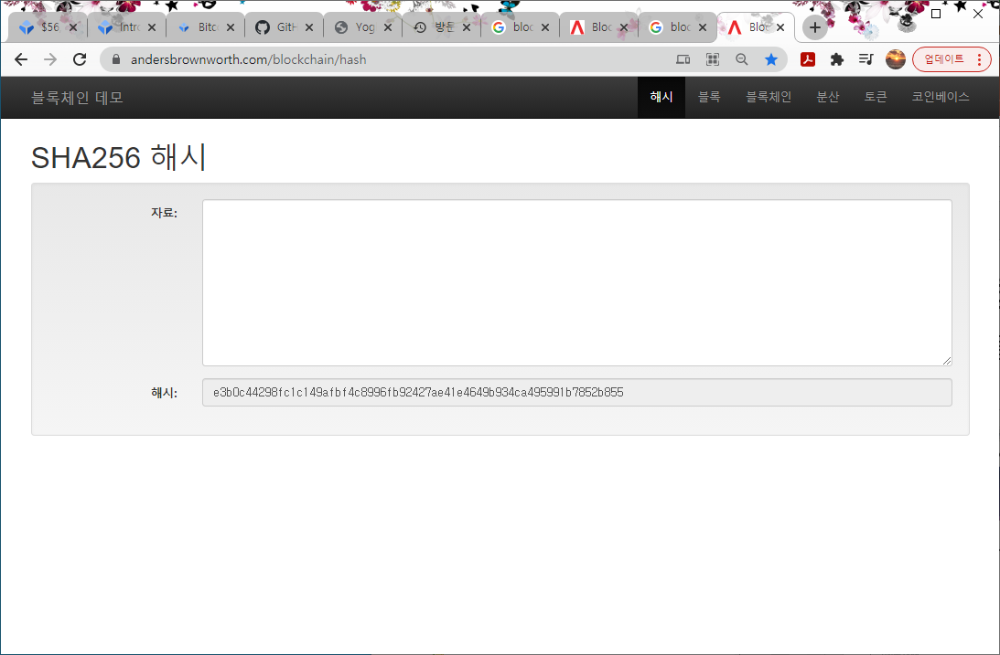 $56 Intro Bitc GitH Yog 방문 bloc Bloc bloc Bloc
andersbrownworth.com/blockchain/hash 업데이트
블록체인 데모 해시 블록 블록체인 분산 토큰 코인베이스
SHA256 해시
자료:
해시: e3b0c44298fc1c149afbf4c8996fb92427ae41e4649b934ca495991b7852b855